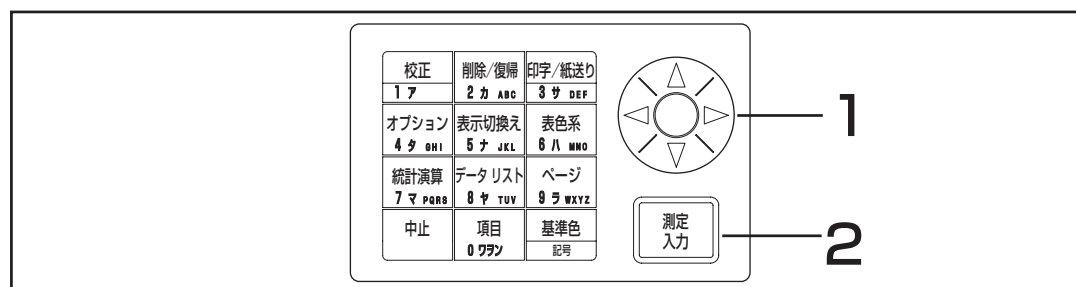 校正 削除/復帰 印字/紙送り
1 ア 2 カ ABC 3 サ DEF
オプション 表示切換え 表色系
4 タ GHI 5 ナ JKL 6 ハ MNO
統計演算 データリスト ページ
7 マ PQRS 8 ヤ TUV 9 ラ WXYZ
中止 項目 基準色
0 ワヲン 記号
測定
入力
1
2